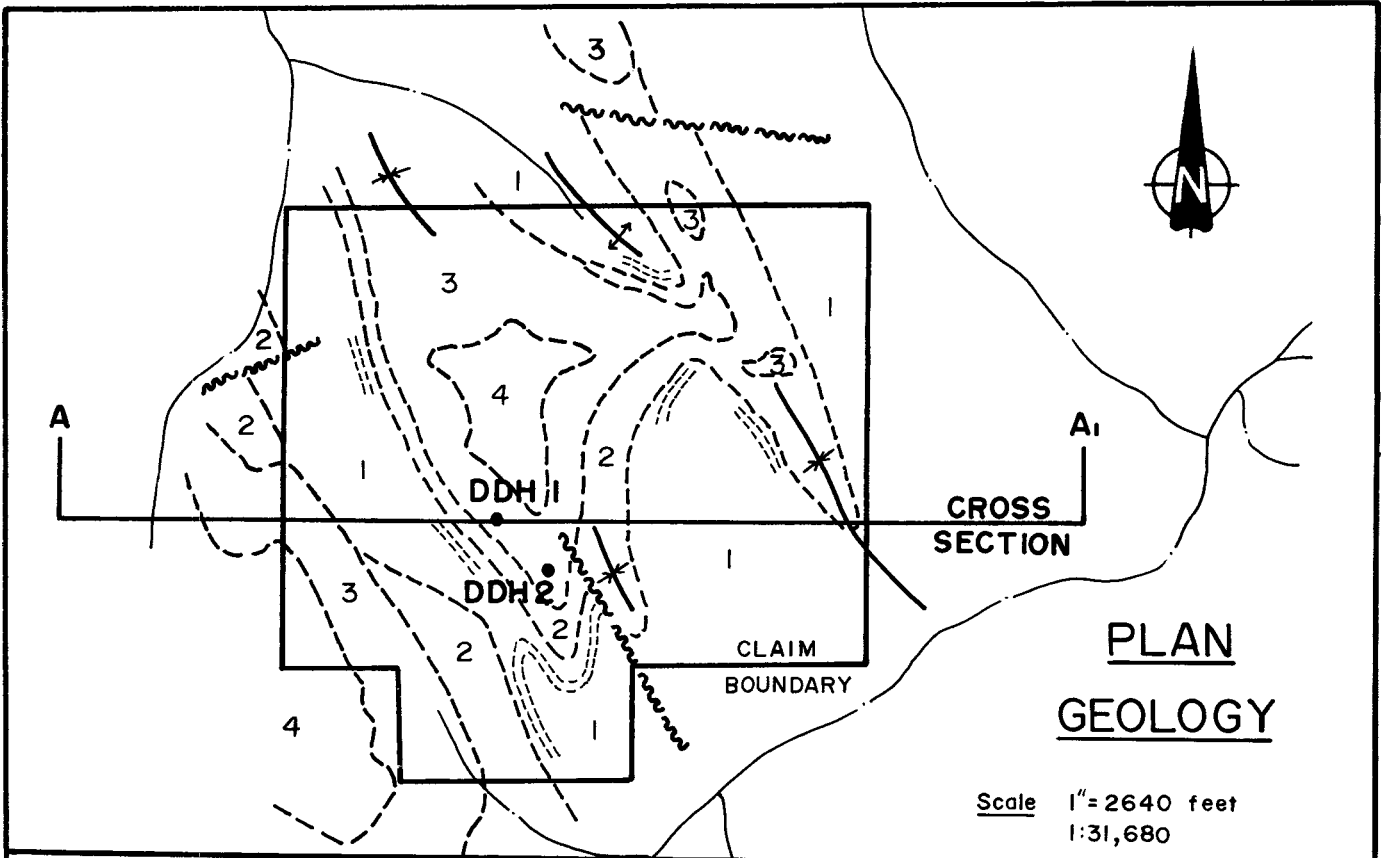 3
N
1
3
3
1
2
3
4
2
2
A
A1
1
DDH 1
CROSS
SECTION
1
DDH 2
3
2
2
CLAIM
BOUNDARY
PLAN
GEOLOGY
4
1
Scale 1"=2640 feet
1:31,680